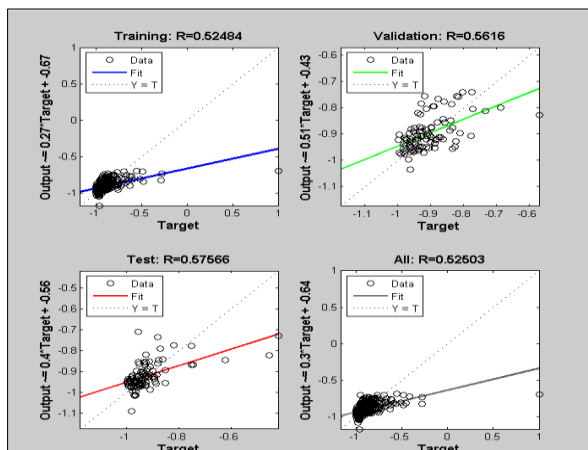 Training: R=0.52484
Output ~= 0.27*Target + -0.67
1
0.5
0
-0.5
-1
Data
Fit
Y = T
-1 -0.5 0 0.5 1
Target
Validation: R=0.5616
Output ~= 0.51*Target + -0.43
-0.6
-0.7
-0.8
-0.9
-1
-1.1
Data
Fit
Y = T
-1.1 -1 -0.9 -0.8 -0.7 -0.6
Target
Test: R=0.57566
Output ~= 0.4*Target + -0.56
-0.5
-0.6
-0.7
-0.8
-0.9
-1
-1.1
Data
Fit
Y = T
-1 -0.8 -0.6
Target
All: R=0.52503
Output ~= 0.3*Target + -0.64
1
0.5
0
-0.5
-1
Data
Fit
Y = T
-1 -0.5 0 0.5 1
Target